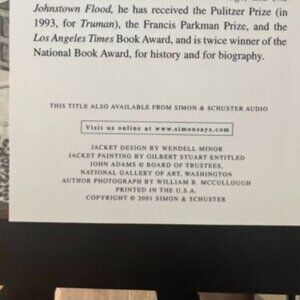 Johnstown Flood, he has received the Pulitzer Prize (in
1993, for Truman), the Francis Parkman Prize, and the
Los Angeles Times Book Award, and is twice winner of the
National Book Award, for history and for biography.
THIS TITLE ALSO AVAILABLE FROM SIMON & SCHUSTER AUDIO
Visit us online at www.simonsays.com
JACKET DESIGN BY WENDELL MINOR
JACKET PAINTING BY GILBERT STUART ENTITLED
JOHN ADAMS © BOARD OF TRUSTEES,
NATIONAL GALLERY OF ART, WASHINGTON
AUTHOR PHOTOGRAPH BY WILLIAM B. MCCULLOUGH
PRINTED IN THE U.S.A.
COPYRIGHT © 2001 SIMON & SCHUSTER